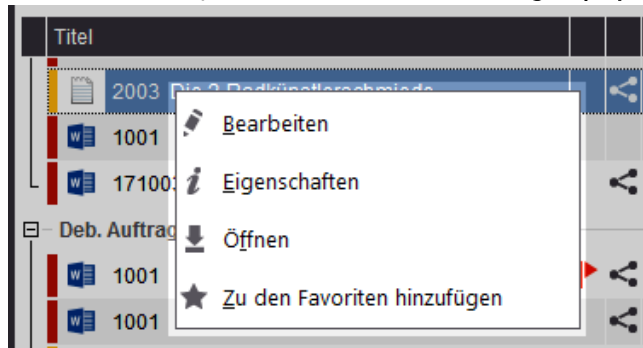 Titel
2003
Bearbeiten
1001
Eigenschaften
17100
Deb. Auftrag
Öffnen
1001
Zu den Favoriten hinzufügen
1001